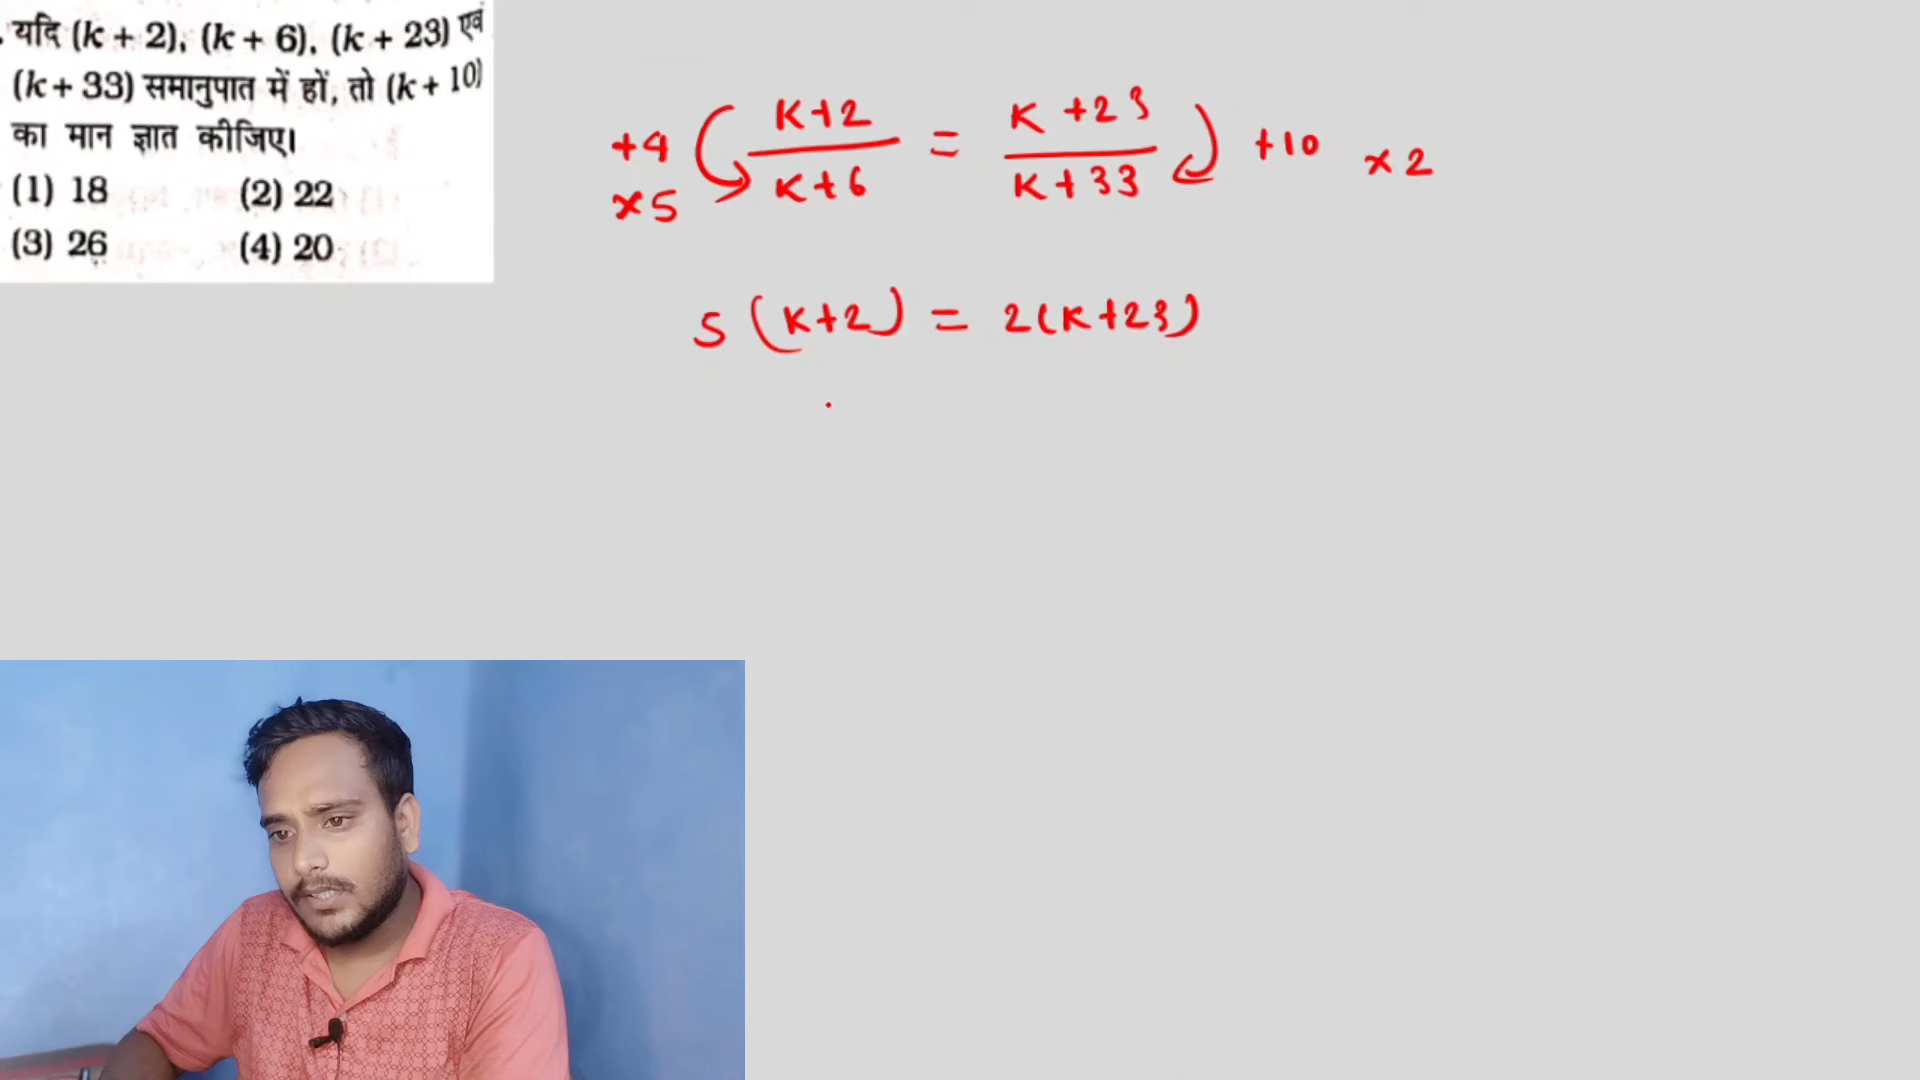 यदि (k + 2), (k + 6), (k + 23) एवं
(k + 33) समानुपात में हों, तो (k + 10)
का मान ज्ञात कीजिए।
(1) 18 (2) 22
(3) 26 (4) 20
+4 K+2 = K+23 +10 ×2
×5 K+6 K+33
5(K+2) = 2(K+23)